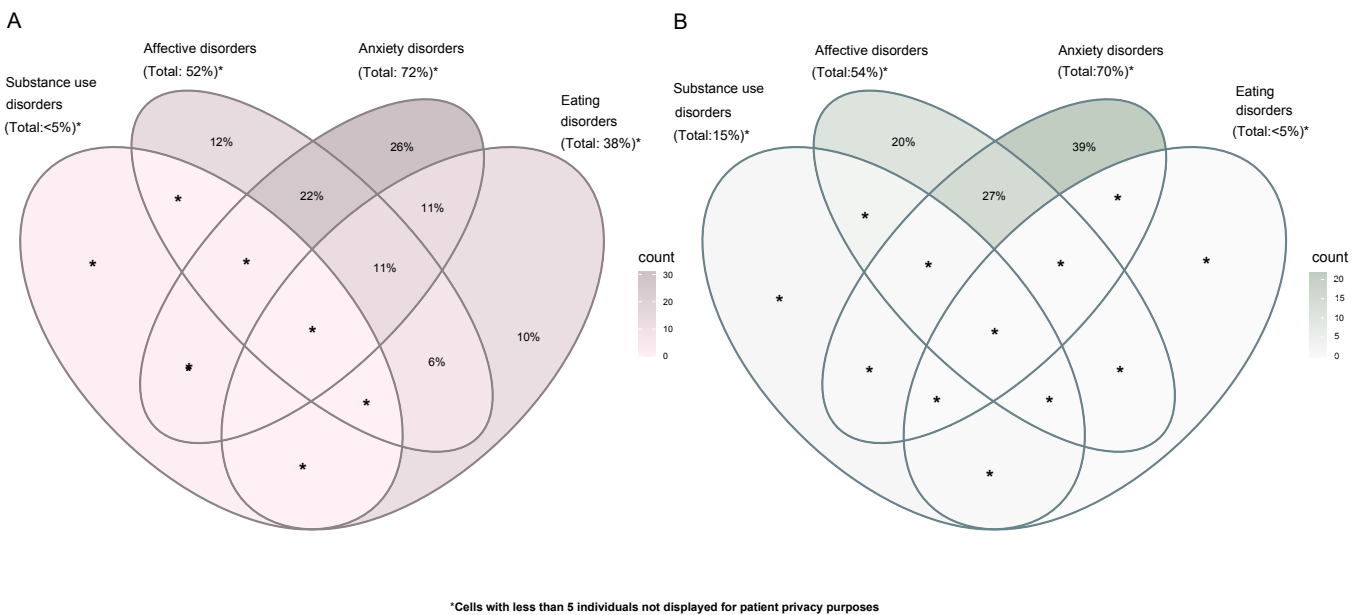 A
Affective disorders
(Total: 52%)*
Anxiety disorders
(Total: 72%)*
Substance use
disorders
(Total:<5%)*
Eating
disorders
(Total: 38%)*
12%
26%
22%
11%
*
*
*
11%
*
*
6%
10%
*
*
count
30
20
10
0
B
Affective disorders
(Total:54%)*
Anxiety disorders
(Total:70%)*
Substance use
disorders
(Total:15%)*
Eating
disorders
(Total:<5%)*
20%
39%
27%
*
*
*
*
*
*
*
*
*
*
*
*
count
20
15
10
5
0
*Cells with less than 5 individuals not displayed for patient privacy purposes